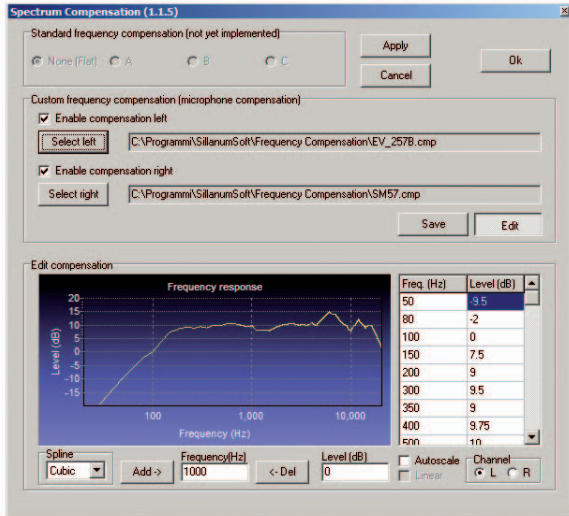 Spectrum Compensation (1.1.5)
Standard frequency compensation (not yet implemented)
None (Flat) A B C
Apply
Cancel
Ok
Custom frequency compensation (microphone compensation)
Enable compensation left
Select left C:\Programmi\SillanumSoft\Frequency Compensation\EV_257B.cmp
Enable compensation right
Select right C:\Programmi\SillanumSoft\Frequency Compensation\SM57.cmp
Save Edit
Edit compensation
Frequency response
20
15
10
5
0
-5
-10
-15
Level (dB)
100 1,000 10,000
Frequency (Hz)
Freq. (Hz) Level (dB)
50 -9.5
80 -2
100 0
150 7.5
200 9
300 9.5
350 9
400 9.75
500 10
Spline
Cubic
Add ->
Frequency(Hz)
1000
<- Del
Level (dB)
0
Autoscale
Linear
Channel
L R